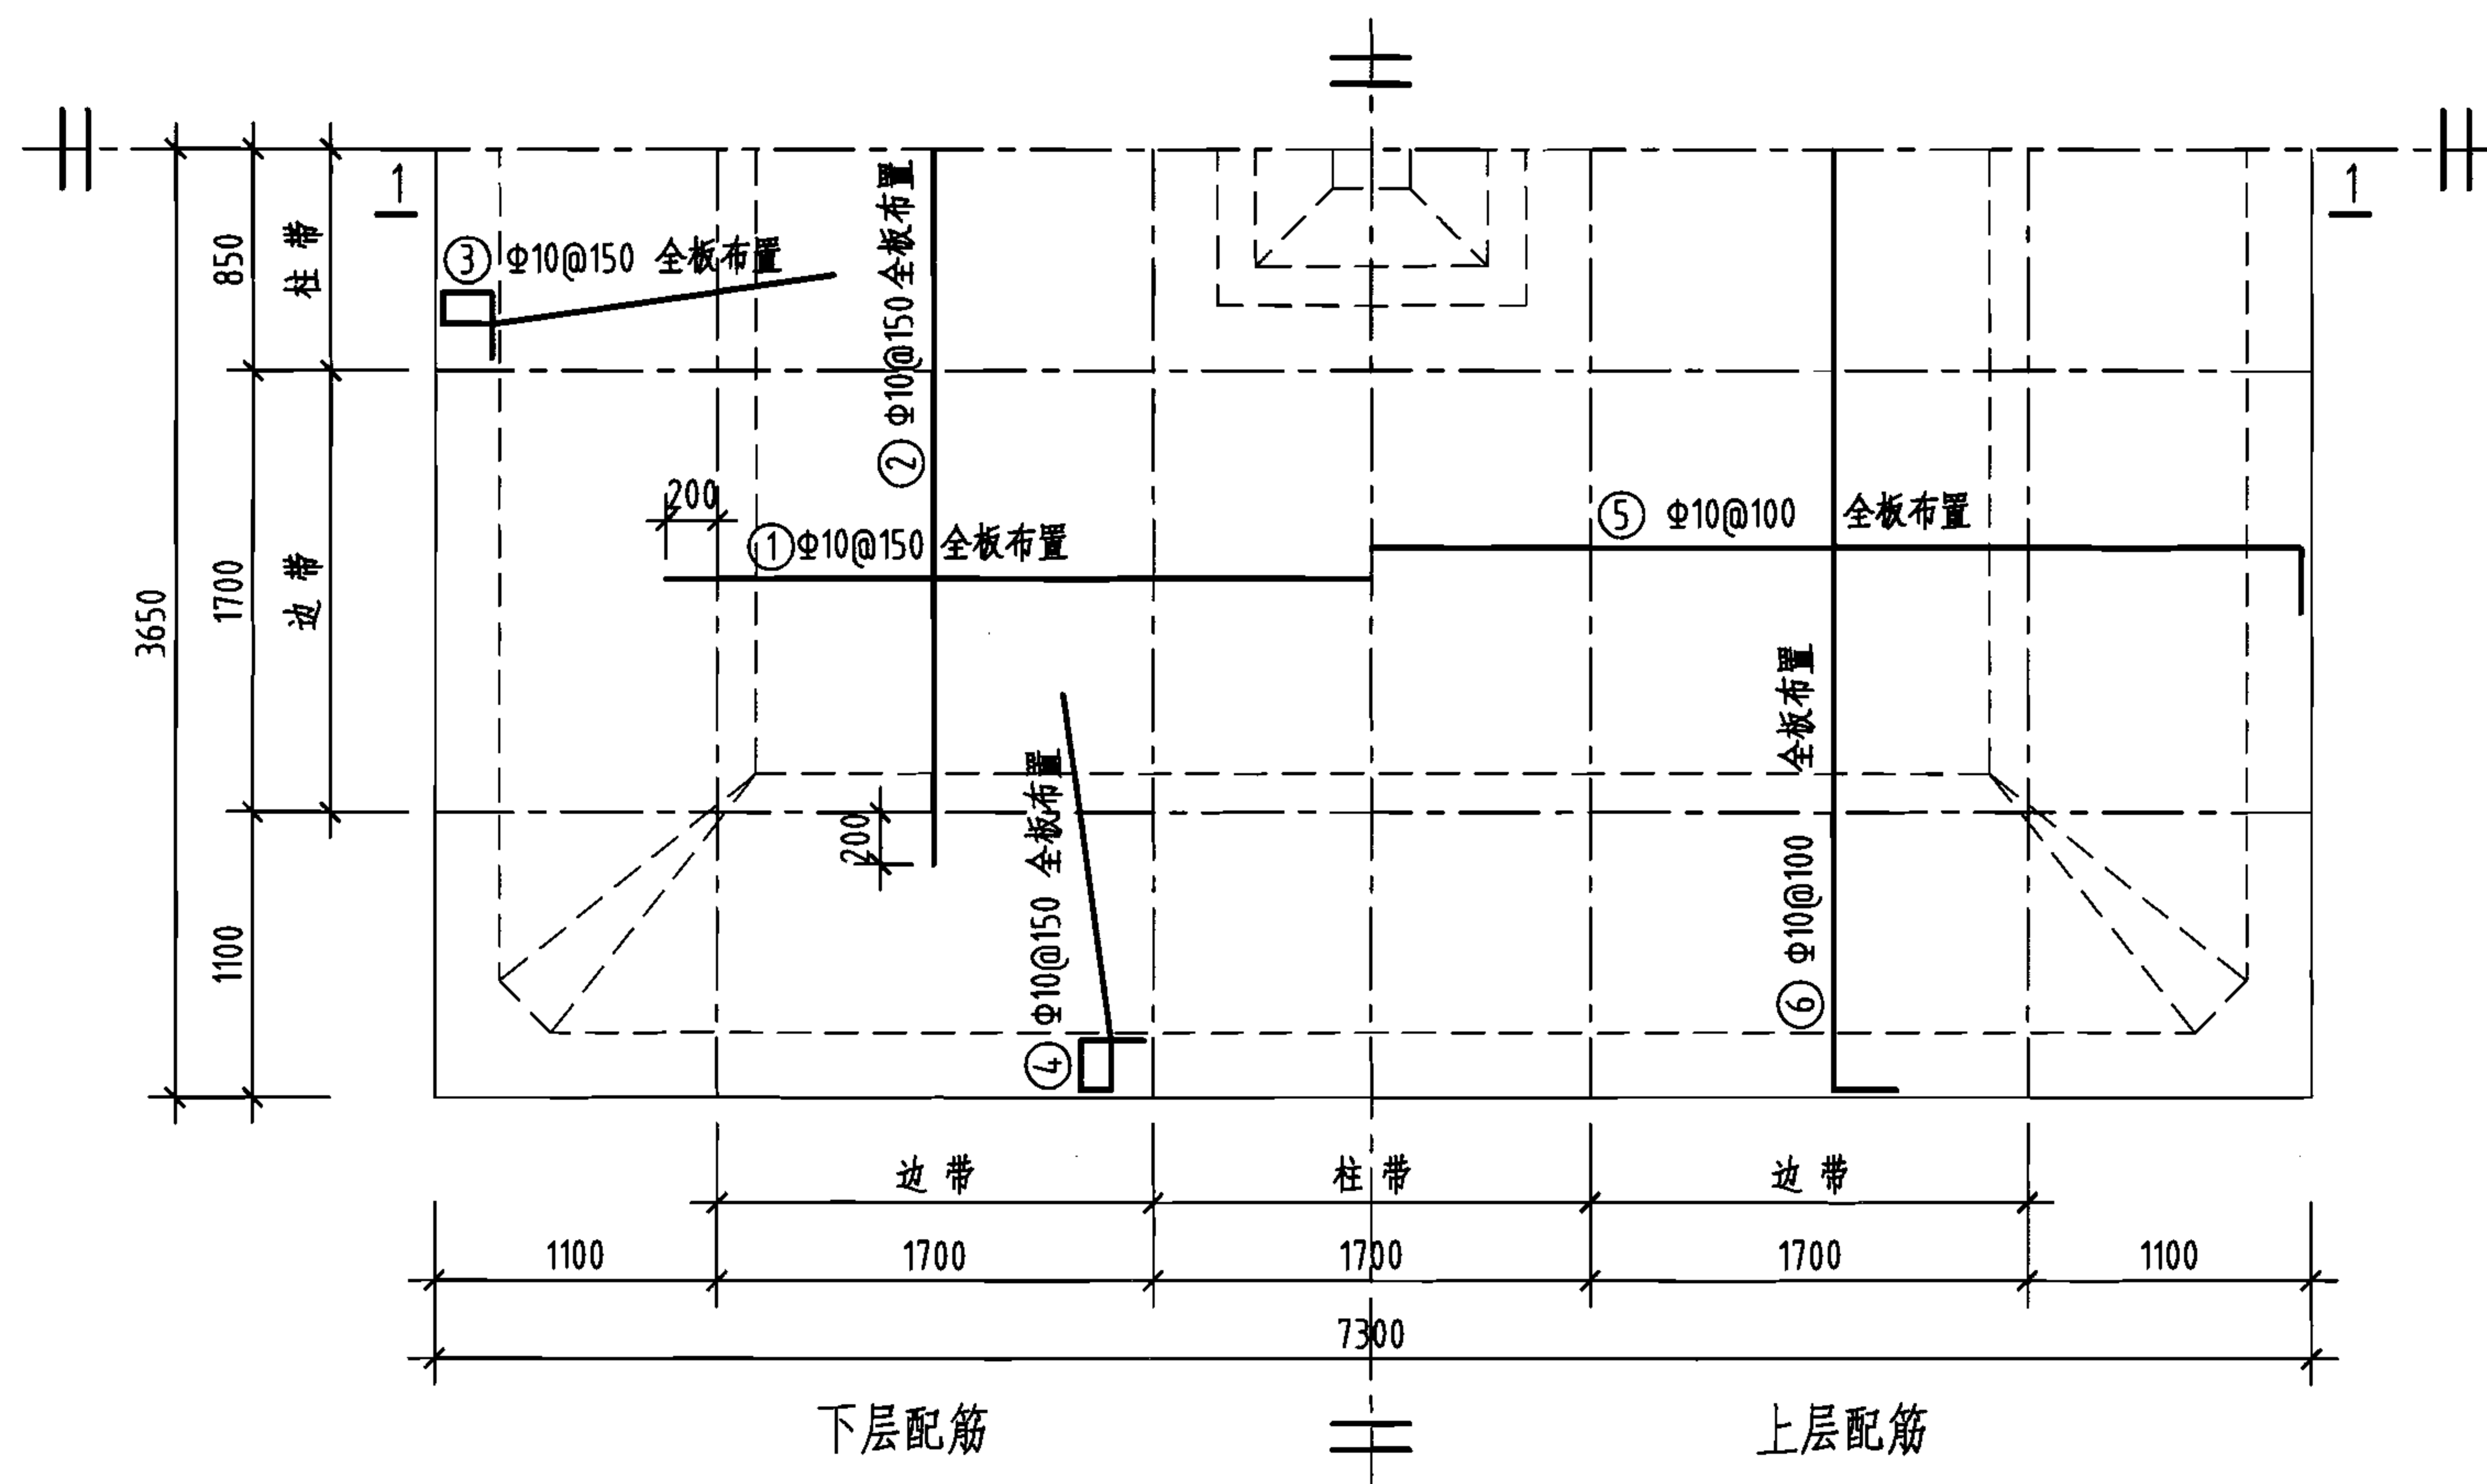 1
1
③ Φ10@150 全板布置
② Φ10@150 全板布置
850
柱带
200
① Φ10@150 全板布置
⑤ Φ10@100 全板布置
3650
1700
边带
④ Φ10@150 全板布置
⑥ Φ10@100 全板布置
200
1100
边带
柱带
边带
1100
1700
1700
1700
1100
7300
下层配筋
上层配筋